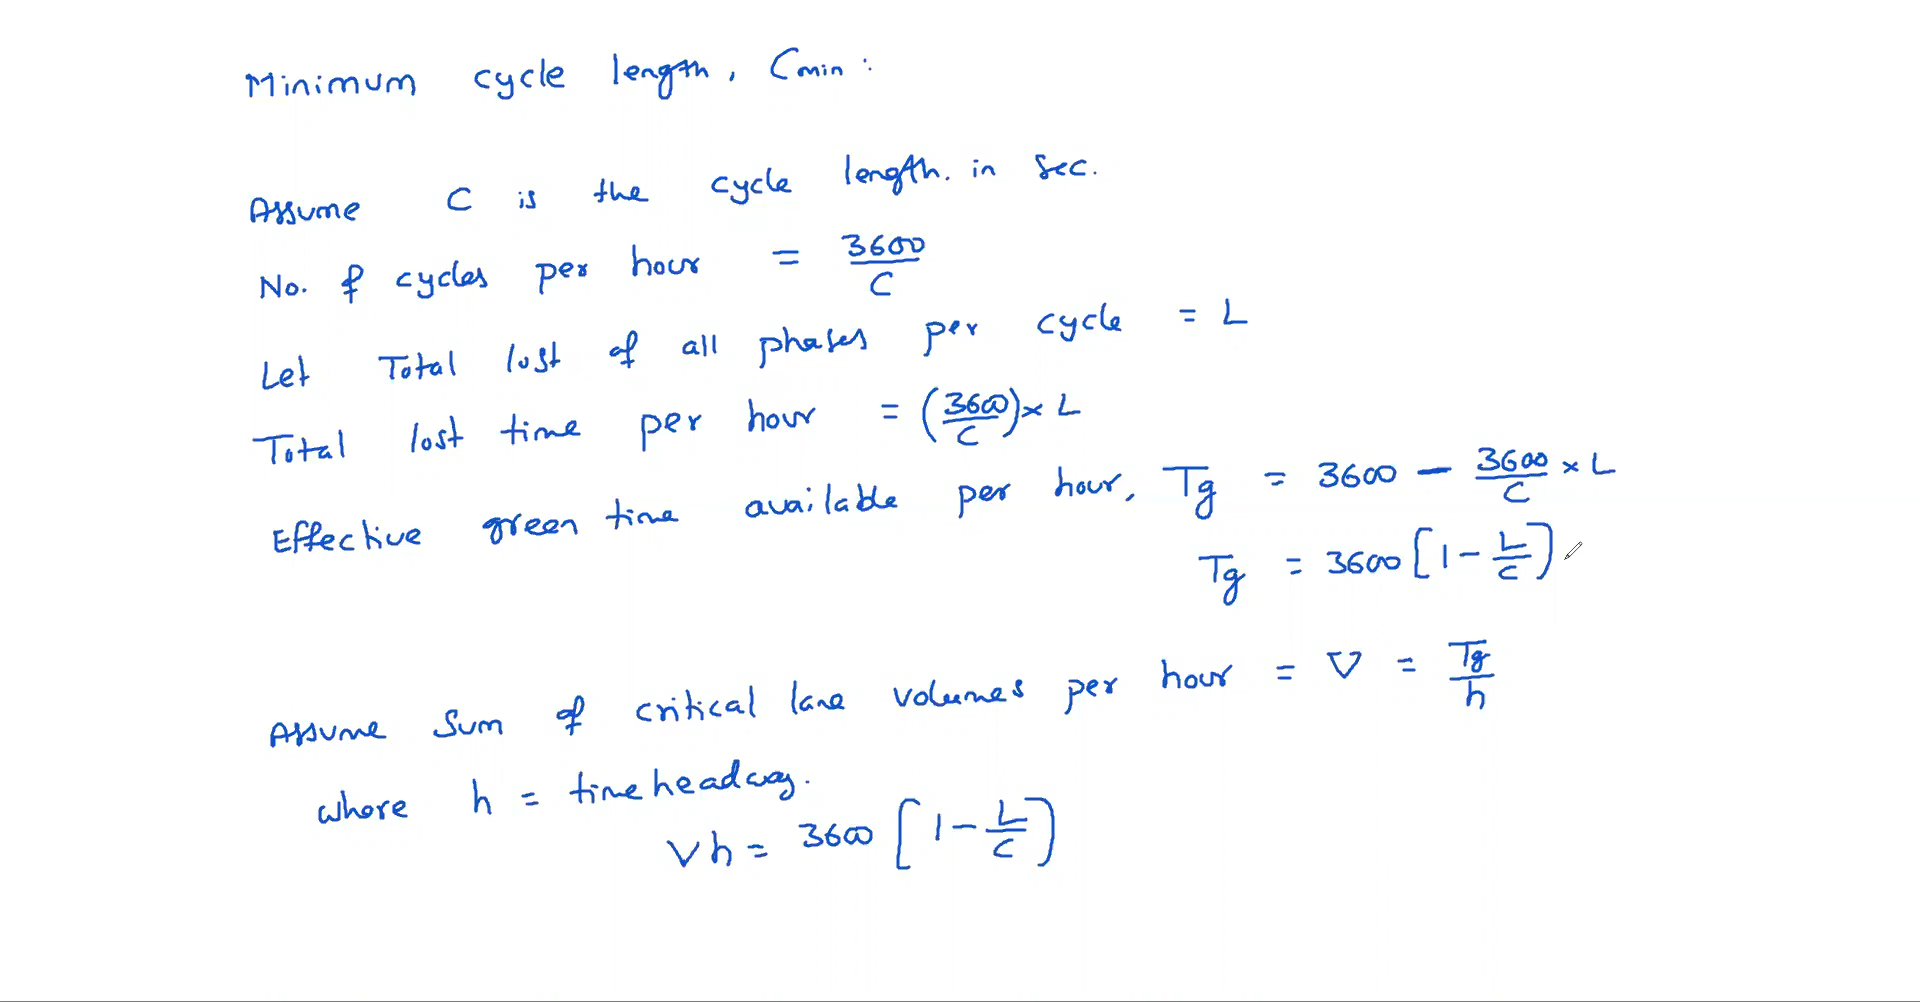 Minimum cycle length, Cmin :
Assume C is the cycle length. in sec.
No. of cycles per hour = 3600/C
Let Total lost of all phases per cycle = L
Total lost time per hour = (3600/C) × L
Effective green time available per hour, Tg = 3600 − 3600/C × L
Tg = 3600 [1 − L/C]
Assume Sum of critical lane volumes per hour = V = Tg/h
where h = time headway.
Vh = 3600 [1 − L/C]